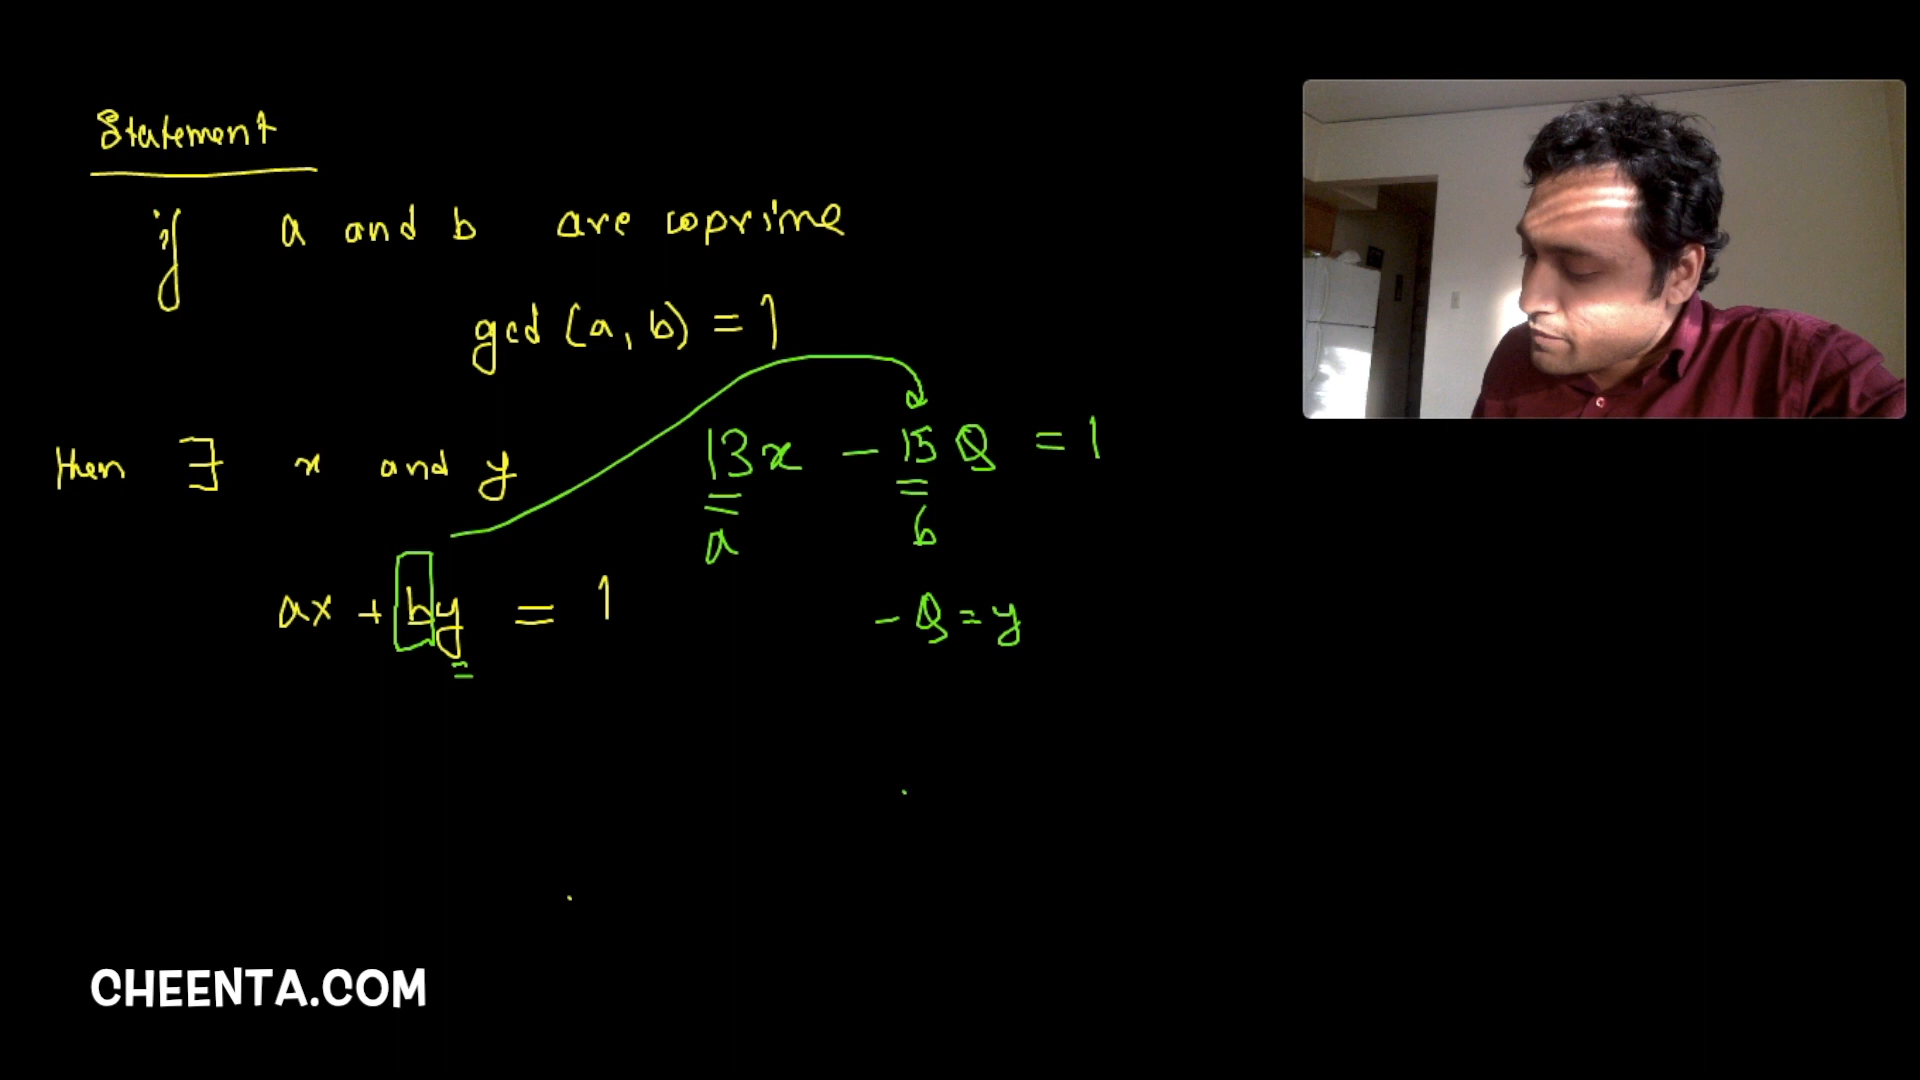 Statement
if a and b are coprime
gcd (a, b) = 1
then ∃ x and y
13x - 15Q = 1
a b
ax + by = 1
- Q = y
CHEENTA.COM